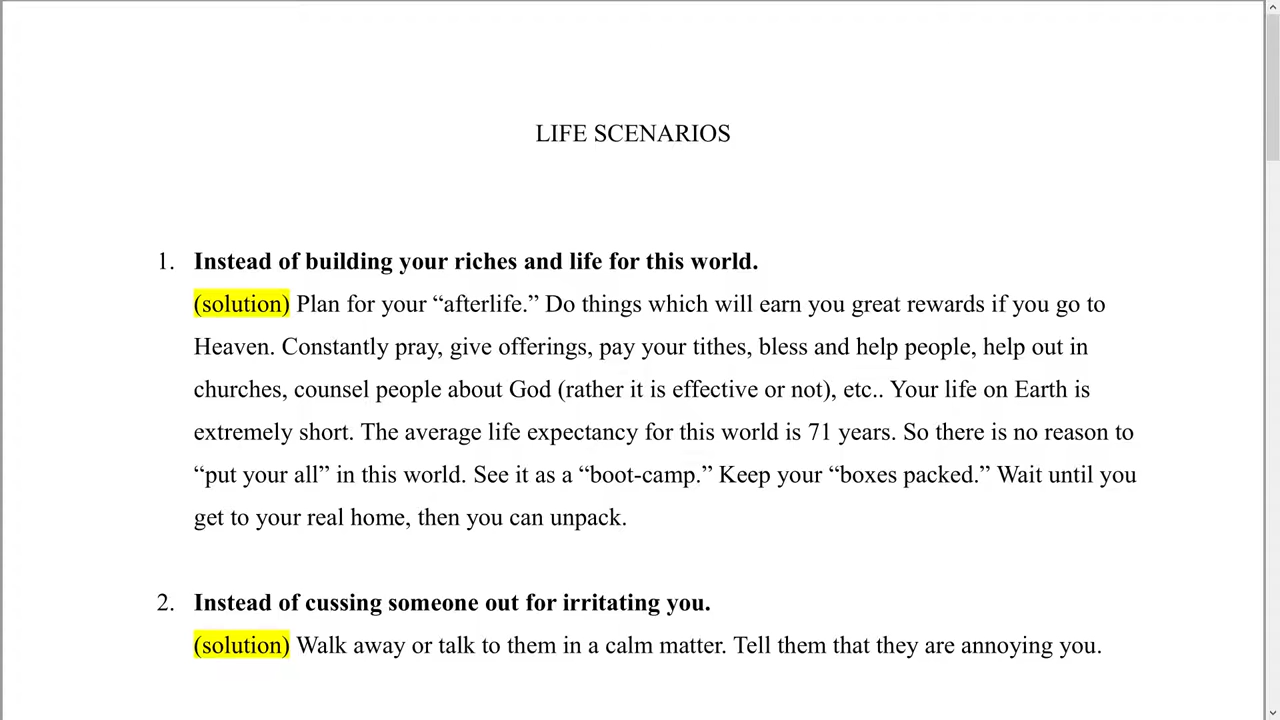 LIFE SCENARIOS
1. Instead of building your riches and life for this world.
(solution) Plan for your “afterlife.” Do things which will earn you great rewards if you go to
Heaven. Constantly pray, give offerings, pay your tithes, bless and help people, help out in
churches, counsel people about God (rather it is effective or not), etc.. Your life on Earth is
extremely short. The average life expectancy for this world is 71 years. So there is no reason to
“put your all” in this world. See it as a “boot-camp.” Keep your “boxes packed.” Wait until you
get to your real home, then you can unpack.
2. Instead of cussing someone out for irritating you.
(solution) Walk away or talk to them in a calm matter. Tell them that they are annoying you.